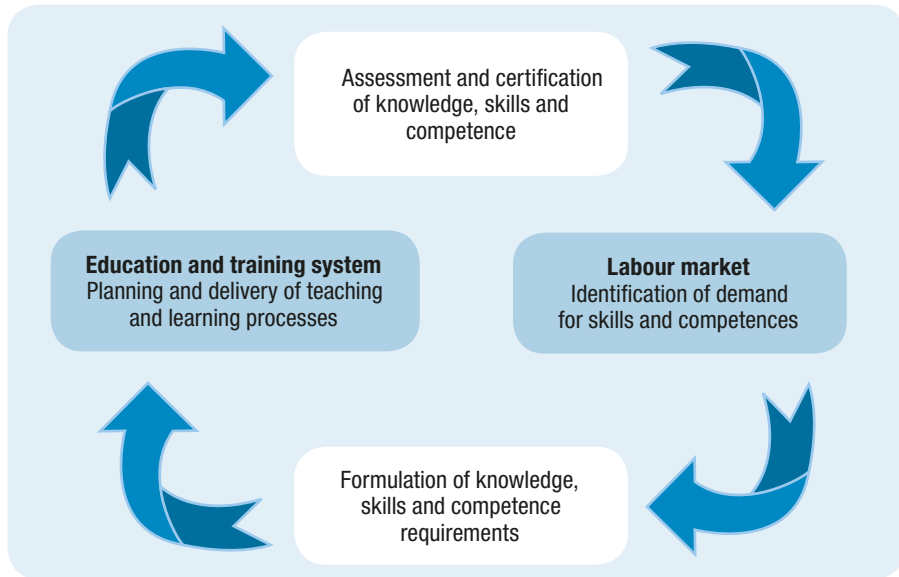 Assessment and certification
of knowledge, skills and
competence
Education and training system
Planning and delivery of teaching
and learning processes
Labour market
Identification of demand
for skills and competences
Formulation of knowledge,
skills and competence
requirements